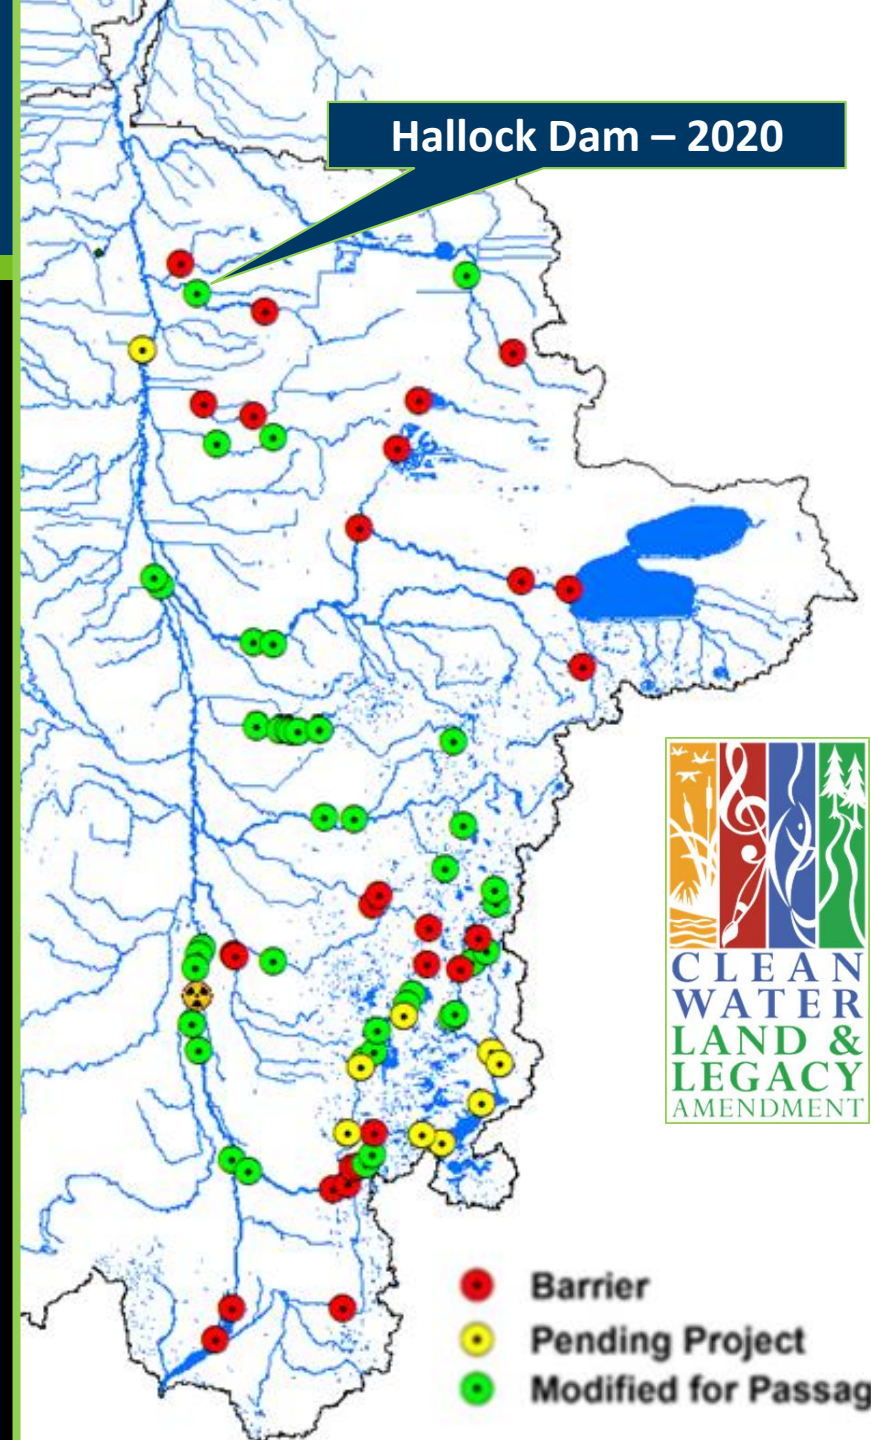 Hallock Dam – 2020
CLEAN
WATER
LAND &
LEGACY
AMENDMENT
Barrier
Pending Project
Modified for Passag